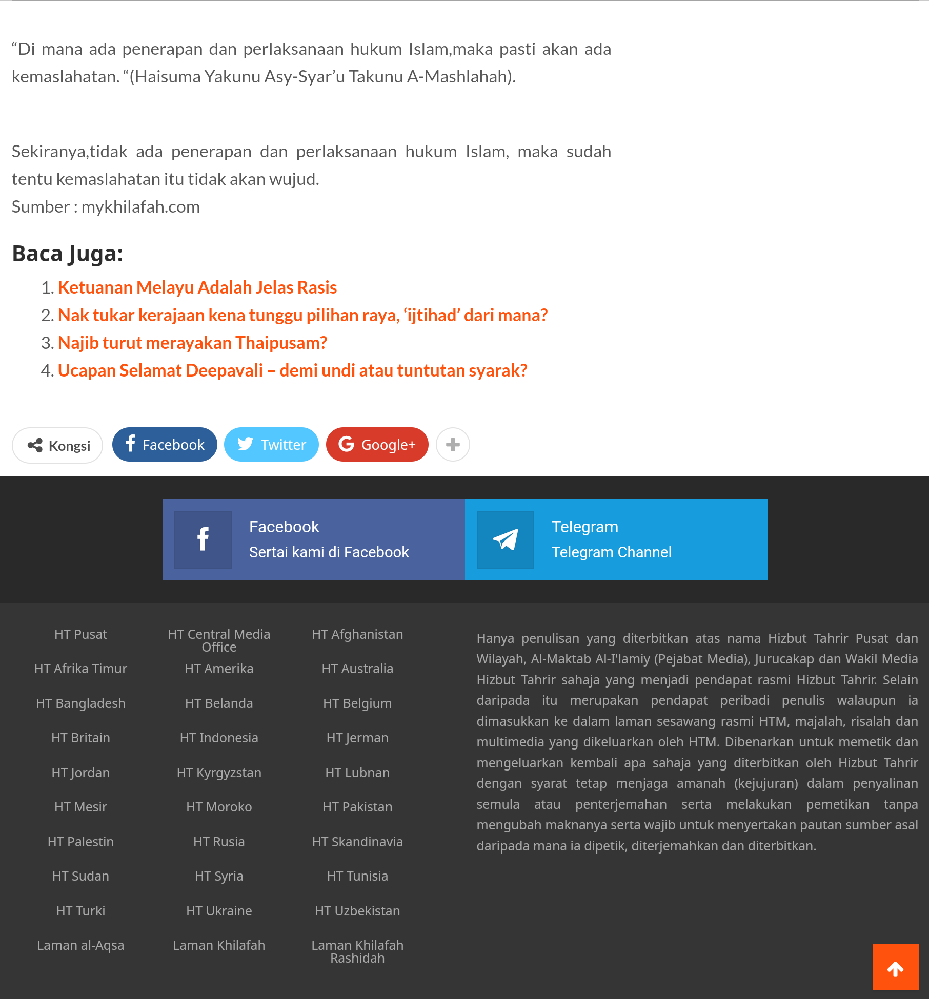 “Di mana ada penerapan dan perlaksanaan hukum Islam,maka pasti akan ada
kemaslahatan. “(Haisuma Yakunu Asy-Syar’u Takunu A-Mashlahah).
Sekiranya,tidak ada penerapan dan perlaksanaan hukum Islam, maka sudah
tentu kemaslahatan itu tidak akan wujud.
Sumber : mykhilafah.com
Baca Juga:
1. Ketuanan Melayu Adalah Jelas Rasis
2. Nak tukar kerajaan kena tunggu pilihan raya, ‘ijtihad’ dari mana?
3. Najib turut merayakan Thaipusam?
4. Ucapan Selamat Deepavali – demi undi atau tuntutan syarak?
Kongsi Facebook Twitter Google+
Facebook
Sertai kami di Facebook
Telegram
Telegram Channel
HT Pusat HT Central Media HT Afghanistan
Office
HT Afrika Timur HT Amerika HT Australia
HT Bangladesh HT Belanda HT Belgium
HT Britain HT Indonesia HT Jerman
HT Jordan HT Kyrgyzstan HT Lubnan
HT Mesir HT Moroko HT Pakistan
HT Palestin HT Rusia HT Skandinavia
HT Sudan HT Syria HT Tunisia
HT Turki HT Ukraine HT Uzbekistan
Laman al-Aqsa Laman Khilafah Laman Khilafah
Rashidah
Hanya penulisan yang diterbitkan atas nama Hizbut Tahrir Pusat dan
Wilayah, Al-Maktab Al-I'lamiy (Pejabat Media), Jurucakap dan Wakil Media
Hizbut Tahrir sahaja yang menjadi pendapat rasmi Hizbut Tahrir. Selain
daripada itu merupakan pendapat peribadi penulis walaupun ia
dimasukkan ke dalam laman sesawang rasmi HTM, majalah, risalah dan
multimedia yang dikeluarkan oleh HTM. Dibenarkan untuk memetik dan
mengeluarkan kembali apa sahaja yang diterbitkan oleh Hizbut Tahrir
dengan syarat tetap menjaga amanah (kejujuran) dalam penyalinan
semula atau penterjemahan serta melakukan pemetikan tanpa
mengubah maknanya serta wajib untuk menyertakan pautan sumber asal
daripada mana ia dipetik, diterjemahkan dan diterbitkan.